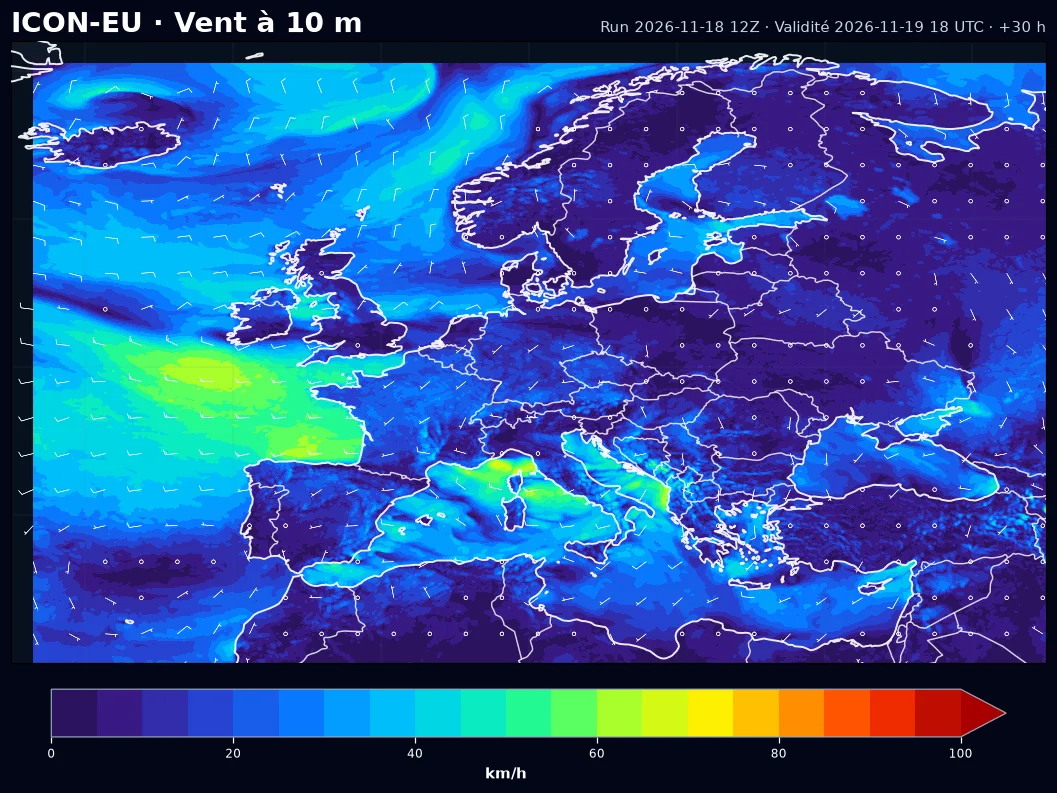 ICON-EU · Vent à 10 m
Run 2026-11-18 12Z · Validité 2026-11-19 18 UTC · +30 h
0 20 40 60 80 100
km/h